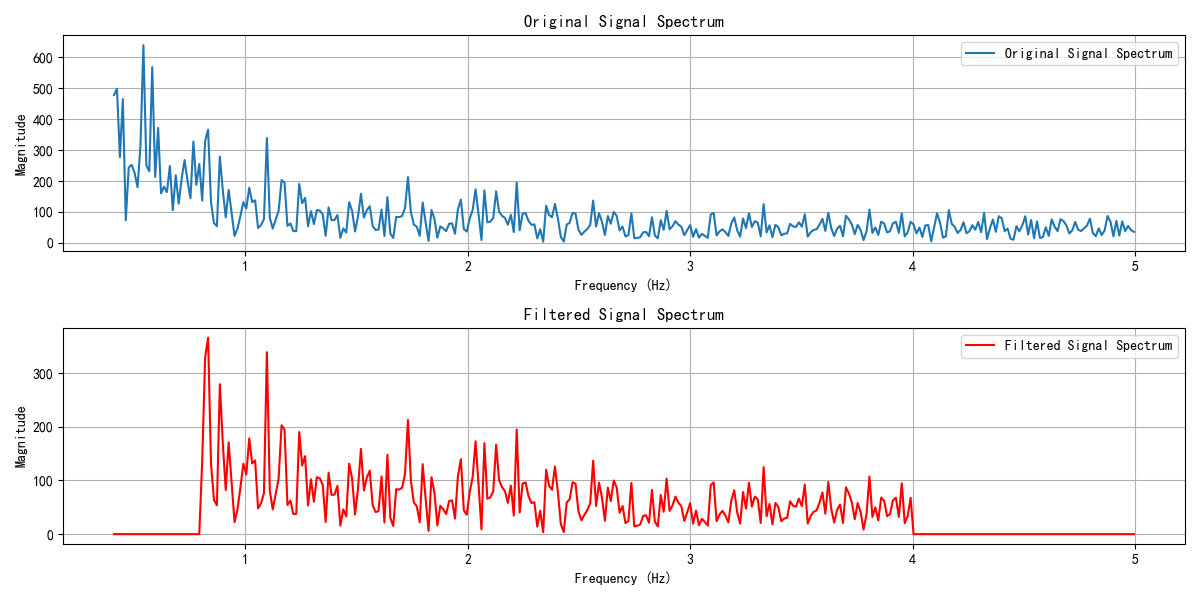 Original Signal Spectrum
Original Signal Spectrum
Magnitude
600
500
400
300
200
100
0
1
2
3
4
5
Frequency (Hz)
Filtered Signal Spectrum
Filtered Signal Spectrum
Magnitude
300
200
100
0
1
2
3
4
5
Frequency (Hz)